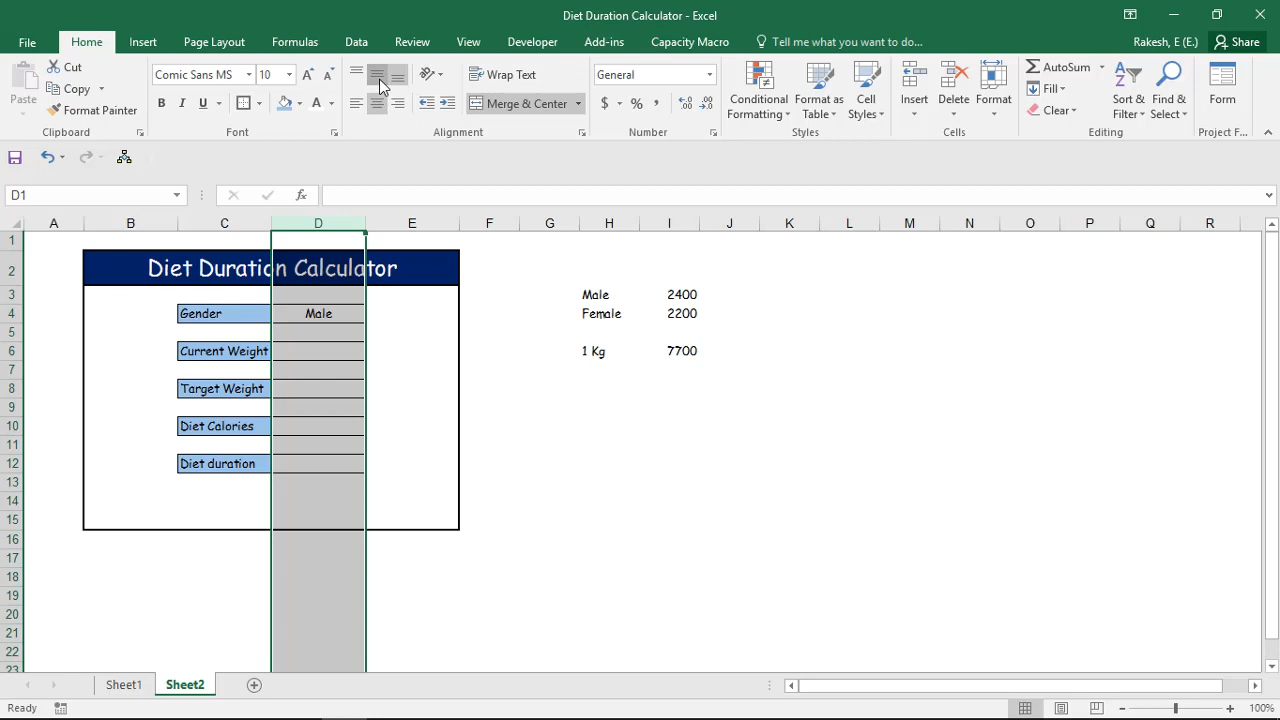 Diet Duration Calculator - Excel
File Home Insert Page Layout Formulas Data Review View Developer Add-ins Capacity Macro Tell me what you want to do... Rakesh, E (E.) Share
Paste Cut Copy Format Painter Clipboard
Comic Sans MS 10 A A
B I U A Font
ab Wrap Text
Merge & Center Alignment
General
$ % , .0 .00 .00 .0 Number
Conditional Formatting Format as Table Cell Styles Styles
Insert Delete Format Cells
AutoSum Fill Clear Sort & Filter Find & Select Editing
Form Project F...
D1 fx
A B C D E F G H I J K L M N O P Q R
1
2 Diet Duration Calculator
3 Male 2400
4 Gender Male Female 2200
5
6 Current Weight 1 Kg 7700
7
8 Target Weight
9
10 Diet Calories
11
12 Diet duration
13
14
15
16
17
18
19
20
21
22
23
Sheet1 Sheet2
Ready 100%